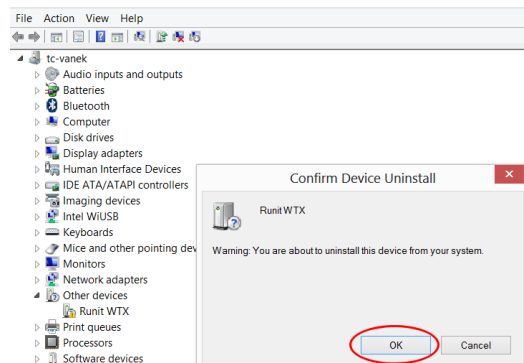 File Action View Help
tc-vanek
Audio inputs and outputs
Batteries
Bluetooth
Computer
Disk drives
Display adapters
Human Interface Devices
IDE ATA/ATAPI controllers
Imaging devices
Intel WiUSB
Keyboards
Mice and other pointing dev
Monitors
Network adapters
Other devices
Runit WTX
Print queues
Processors
Software devices
Confirm Device Uninstall
Runit WTX
Warning: You are about to uninstall this device from your system.
OK Cancel